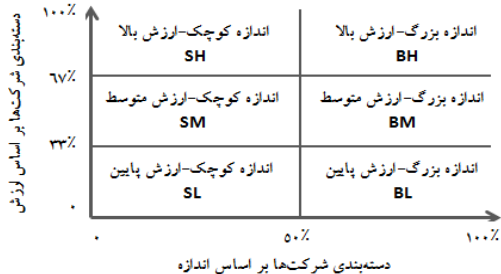 ۱۰۰٪
دسته‌بندی شرکت‌ها بر اساس ارزش
اندازه بزرگ-ارزش بالا
BH
اندازه کوچک-ارزش بالا
SH
۶۷٪
اندازه بزرگ-ارزش متوسط
BM
اندازه کوچک-ارزش متوسط
SM
۳۳٪
اندازه بزرگ-ارزش پایین
BL
اندازه کوچک-ارزش پایین
SL
۰
۰
۵۰٪
۱۰۰٪
دسته‌بندی شرکت‌ها بر اساس اندازه